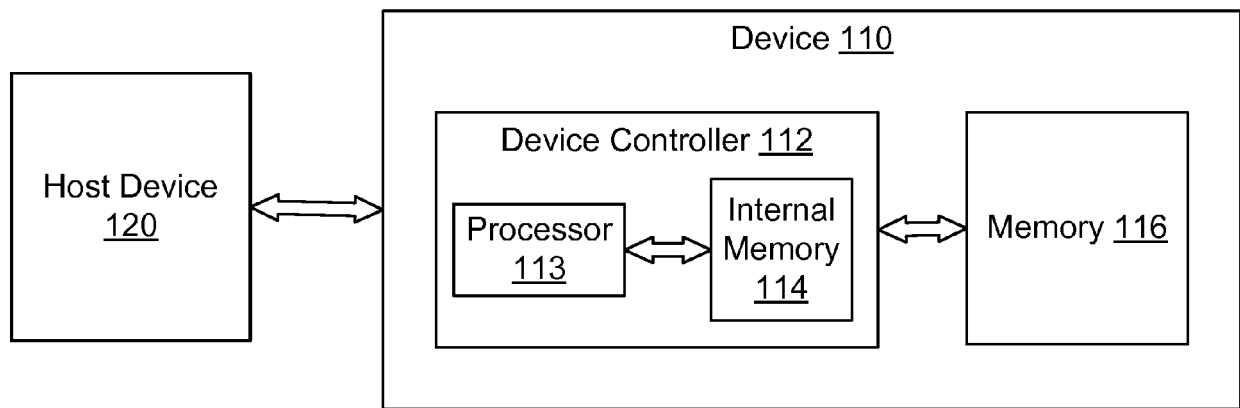 Device 110
Host Device
120
Device Controller 112
Processor
113
Internal
Memory
114
Memory 116